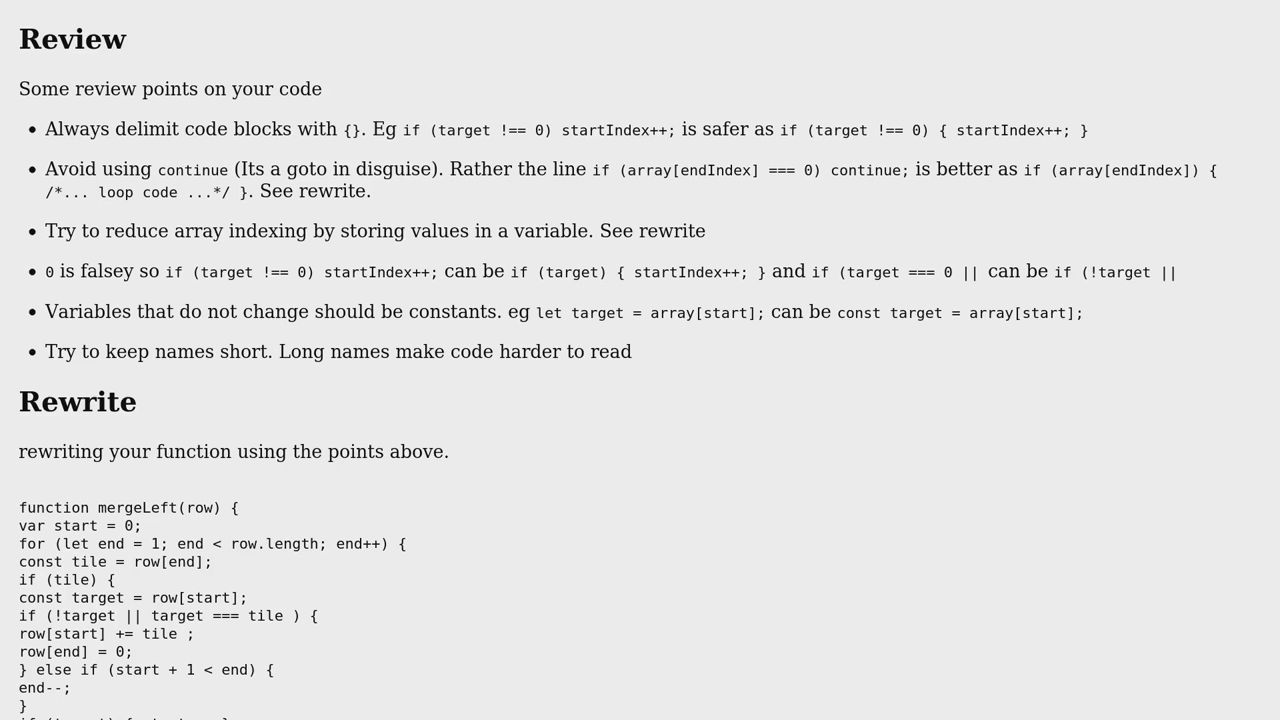 Review
Some review points on your code
• Always delimit code blocks with {}. Eg if (target !== 0) startIndex++; is safer as if (target !== 0) { startIndex++; }
• Avoid using continue (Its a goto in disguise). Rather the line if (array[endIndex] === 0) continue; is better as if (array[endIndex]) {
/*... loop code ...*/ }. See rewrite.
• Try to reduce array indexing by storing values in a variable. See rewrite
• 0 is falsey so if (target !== 0) startIndex++; can be if (target) { startIndex++; } and if (target === 0 || can be if (!target ||
• Variables that do not change should be constants. eg let target = array[start]; can be const target = array[start];
• Try to keep names short. Long names make code harder to read
Rewrite
rewriting your function using the points above.
function mergeLeft(row) {
var start = 0;
for (let end = 1; end < row.length; end++) {
const tile = row[end];
if (tile) {
const target = row[start];
if (!target || target === tile ) {
row[start] += tile ;
row[end] = 0;
} else if (start + 1 < end) {
end--;
}